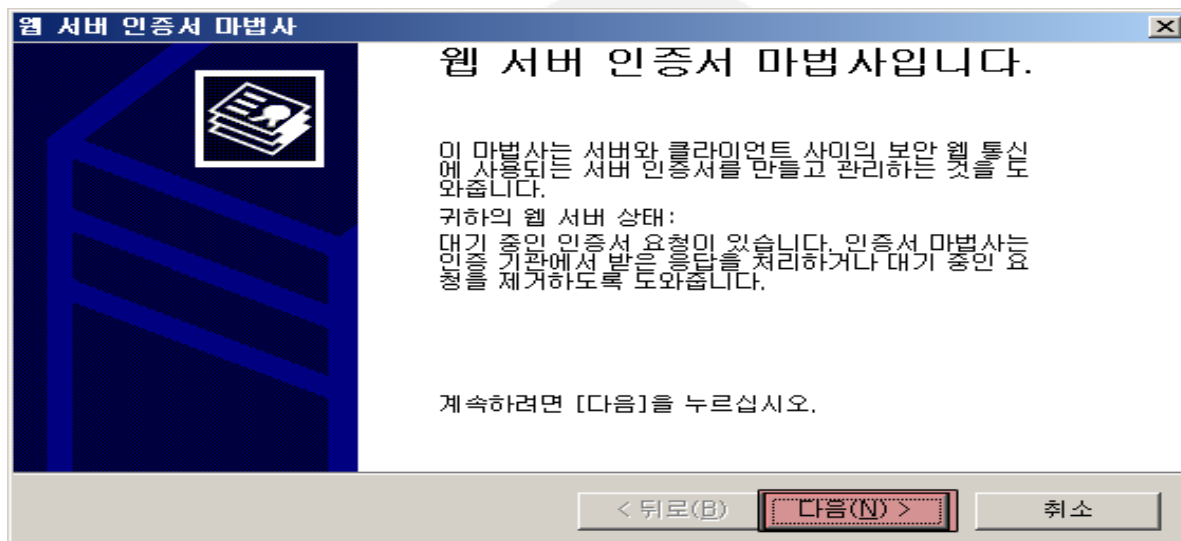 웹 서버 인증서 마법사
웹 서버 인증서 마법사입니다.
이 마법사는 서버와 클라이언트 사이의 보안 웹 통신
에 사용되는 서버 인증서를 만들고 관리하는 것을 도
와줍니다.
귀하의 웹 서버 상태:
대기 중인 인증서 요청이 있습니다. 인증서 마법사는
인증 기관에서 받은 응답을 처리하거나 대기 중인 요
청을 제거하도록 도와줍니다.
계속하려면 [다음]을 누르십시오.
< 뒤로(B) 다음(N) > 취소